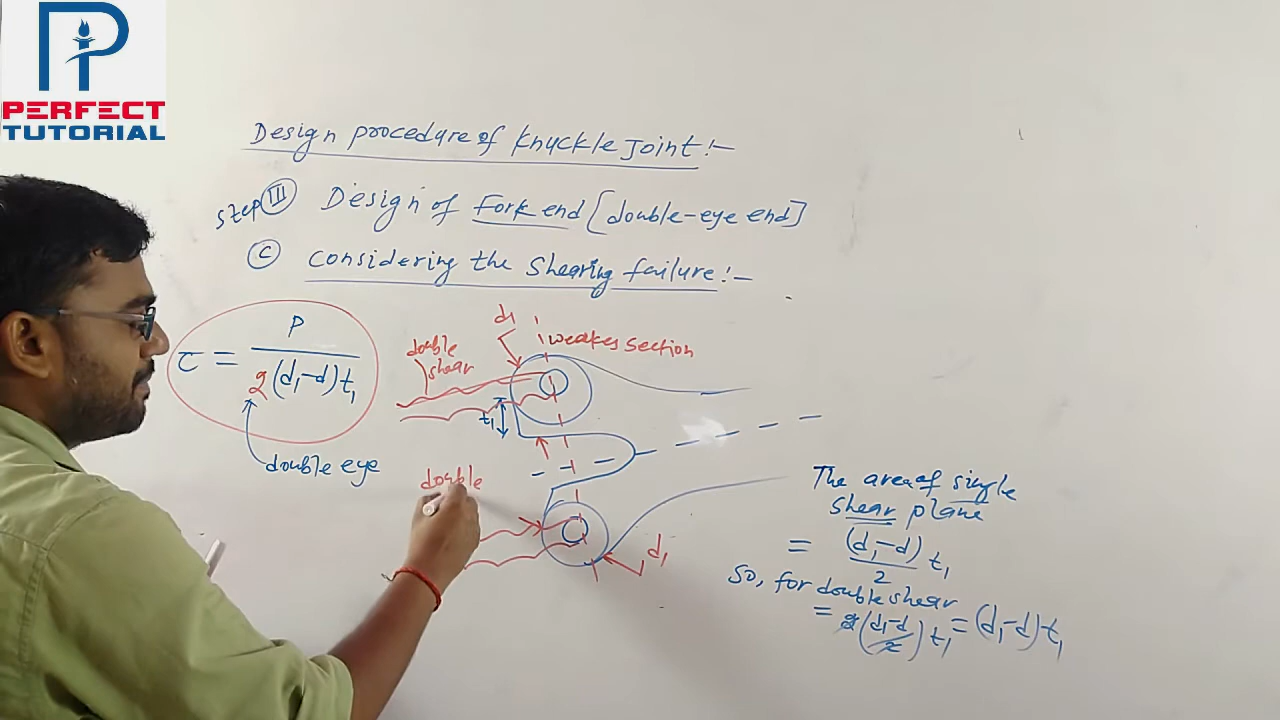 PERFECT
TUTORIAL
Design procedure of Knuckle Joint:-
Step III Design of Fork end [double-eye end]
C Considering the Shearing failure:-
τ = P / 2(d₁-d)t₁
double eye
double
shear
d₁
weakes section
t₁
double
d₁
The area of single
shear plane
= (d₁-d)/2 t₁
So, for double shear
= 2(d₁-d/2)t₁ = (d₁-d)t₁